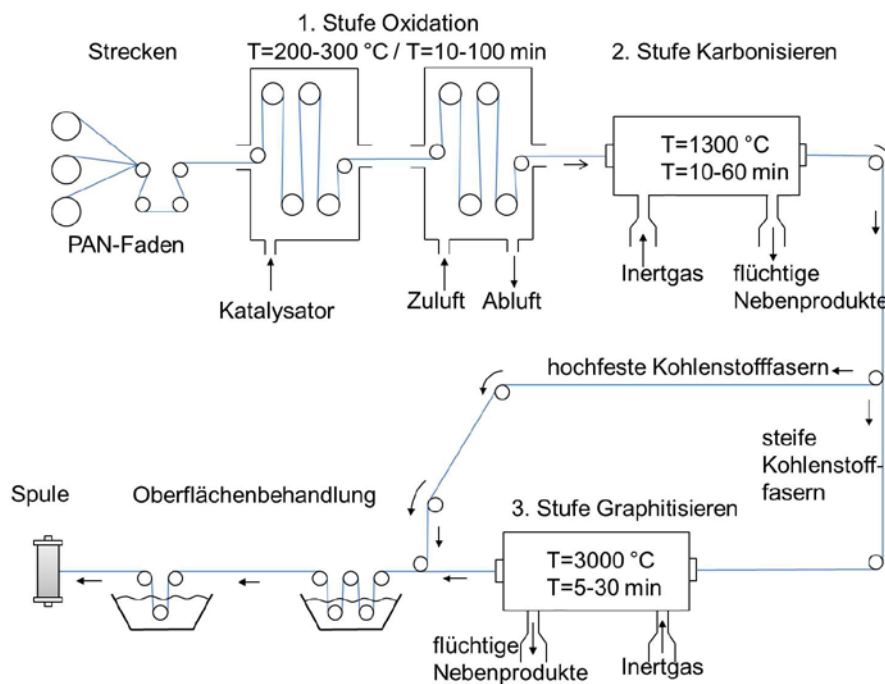 1. Stufe Oxidation
Strecken
T=200-300 °C / T=10-100 min
2. Stufe Karbonisieren
T=1300 °C
T=10-60 min
PAN-Faden
Katalysator
Zuluft
Abluft
Inertgas
flüchtige
Nebenprodukte
hochfeste Kohlenstofffasern
steife
Kohlenstoff-
fasern
Spule
Oberflächenbehandlung
3. Stufe Graphitisieren
T=3000 °C
T=5-30 min
flüchtige
Nebenprodukte
Inertgas